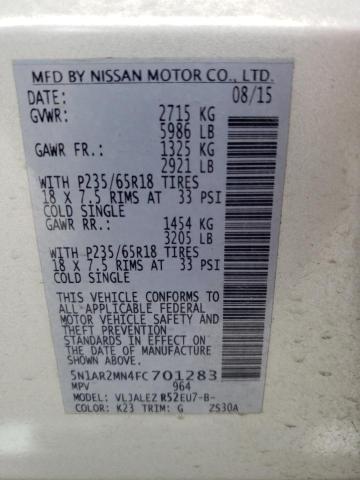 MFD BY NISSAN MOTOR CO., LTD.
DATE: 08/15
GVWR: 2715 KG
5986 LB
GAWR FR.: 1325 KG
2921 LB
WITH P235/65R18 TIRES
18 X 7.5 RIMS AT 33 PSI
COLD SINGLE
GAWR RR.: 1454 KG
3205 LB
WITH P235/65R18 TIRES
18 X 7.5 RIMS AT 33 PSI
COLD SINGLE
THIS VEHICLE CONFORMS TO
ALL APPLICABLE FEDERAL
MOTOR VEHICLE SAFETY AND
THEFT PREVENTION
STANDARDS IN EFFECT ON
THE DATE OF MANUFACTURE
SHOWN ABOVE.
5N1AR2MN4FC701283
MPV 964
MODEL: VLJALEZ R52EU7-B-
COLOR: K23 TRIM: G ZS30A